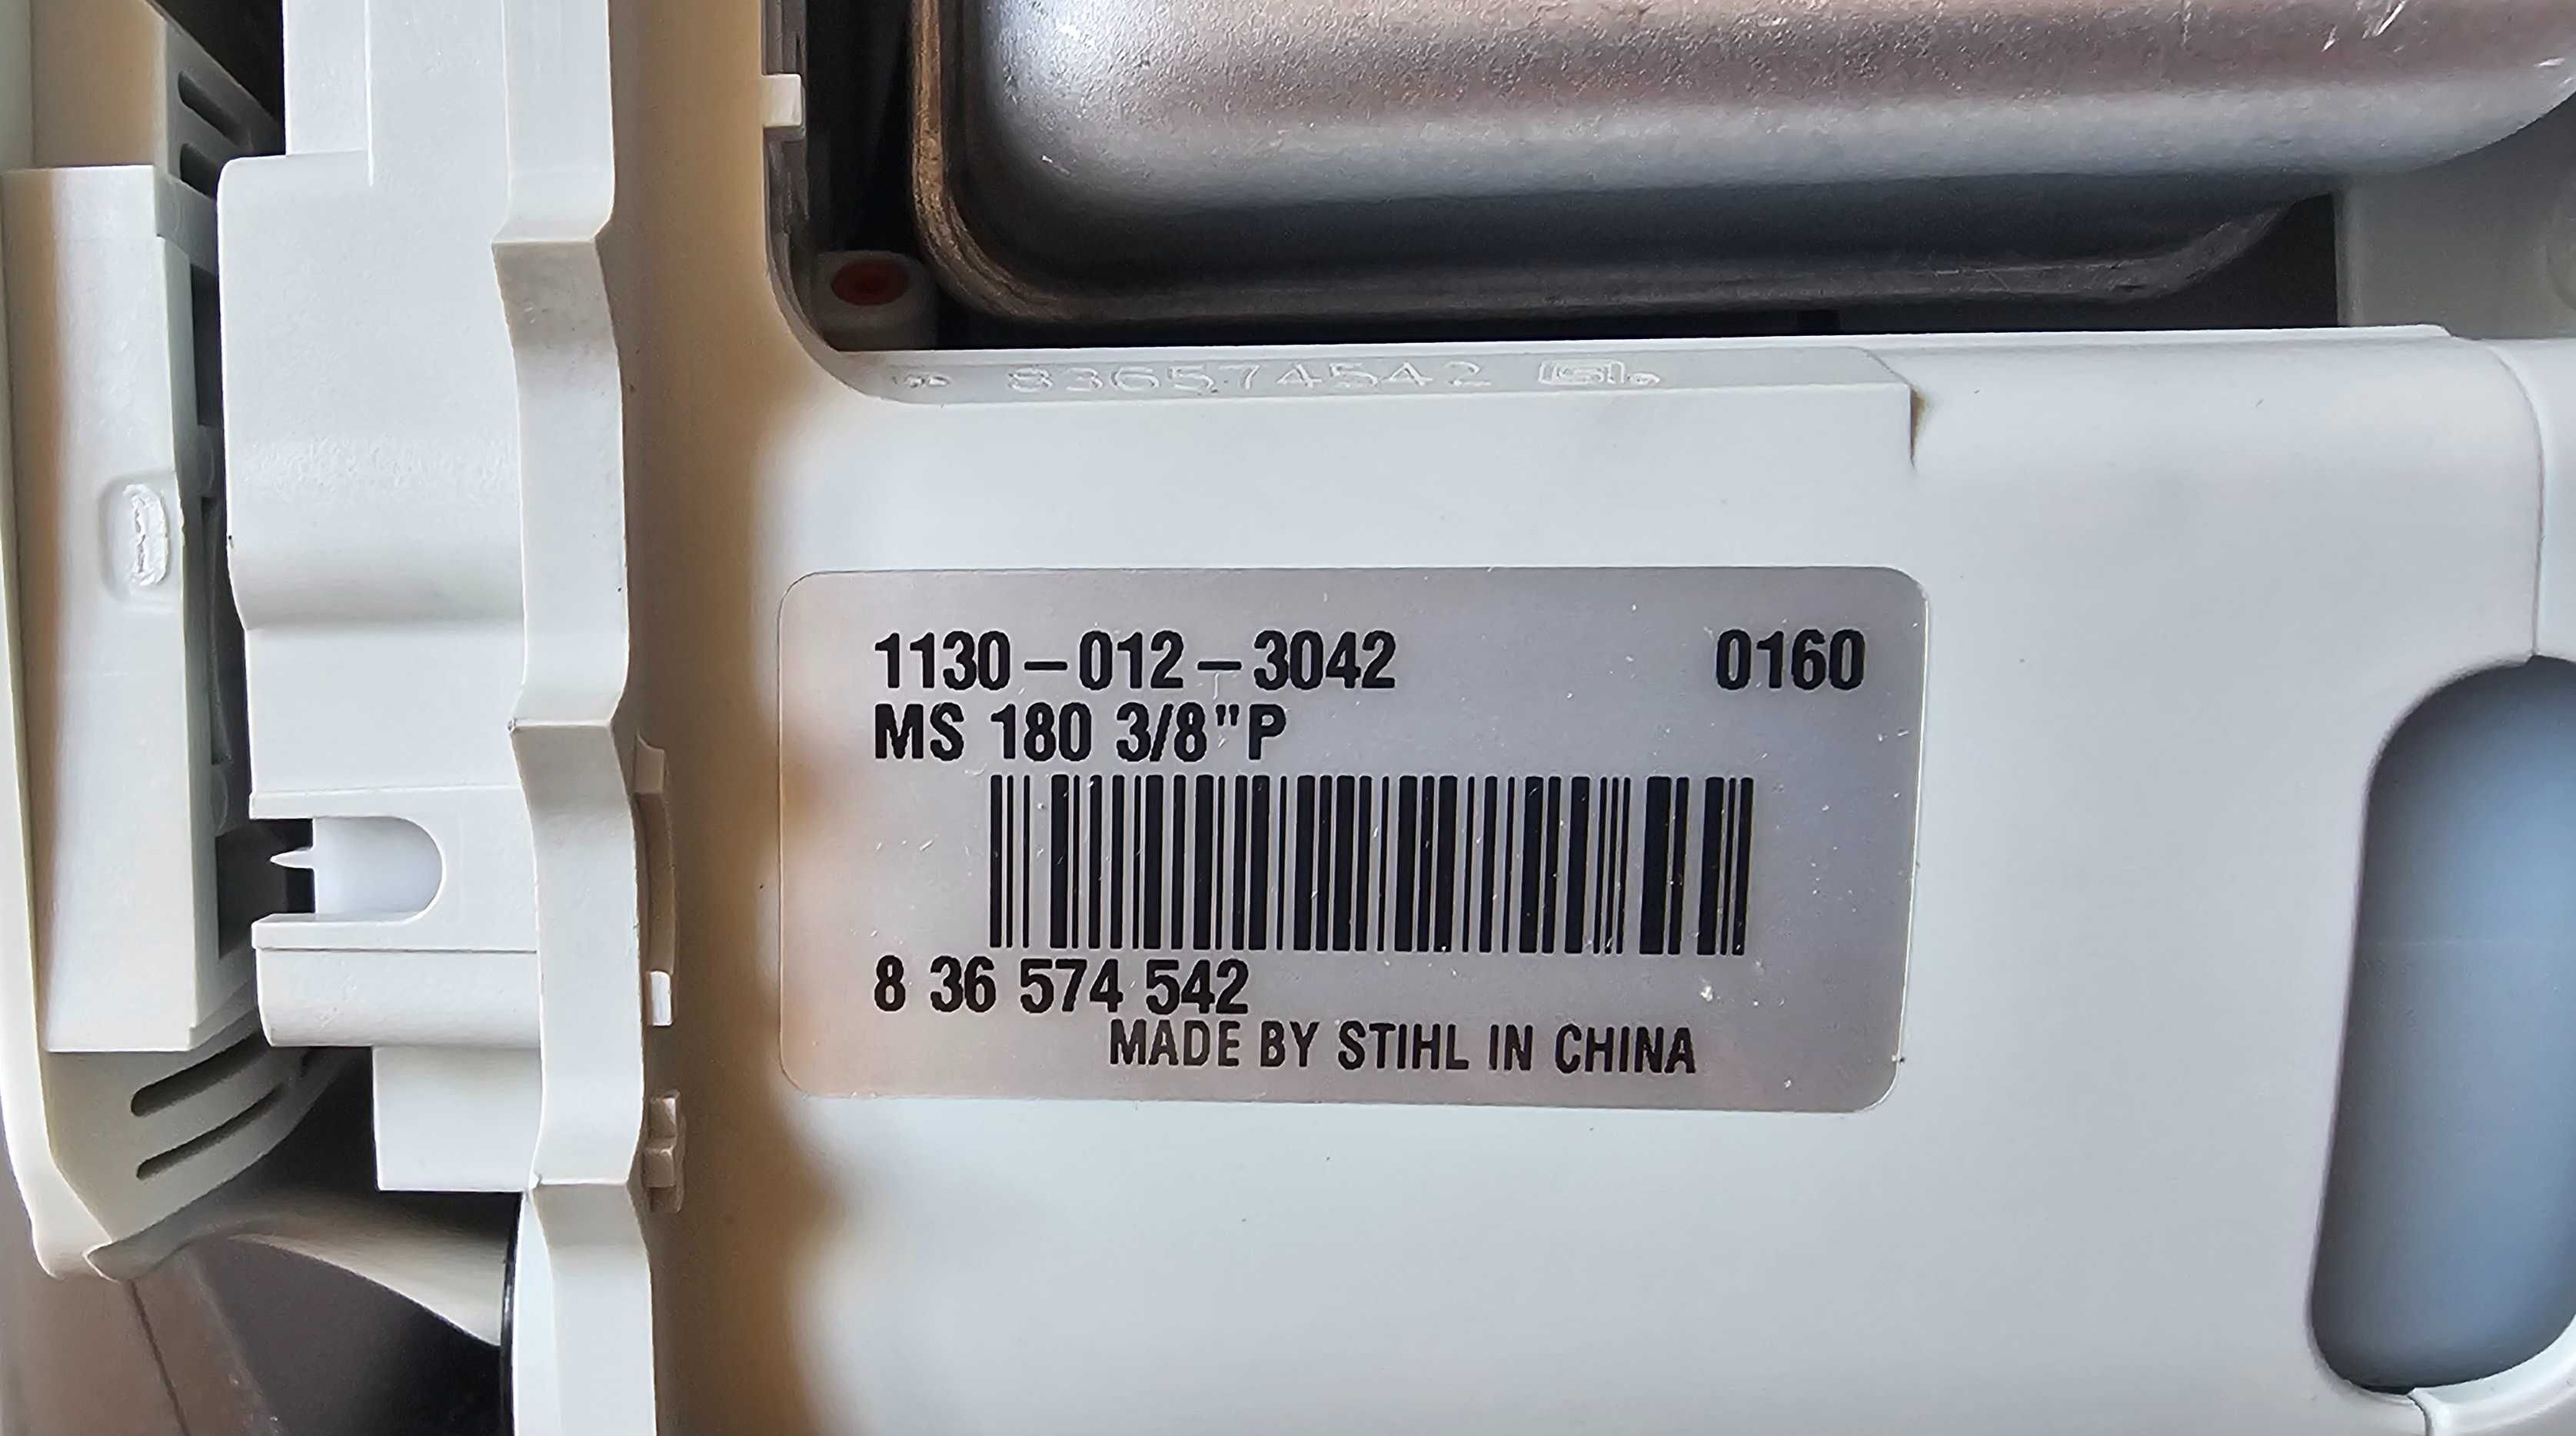 836574542
1130-012-3042 0160
MS 180 3/8"P
8 36 574 542
MADE BY STIHL IN CHINA